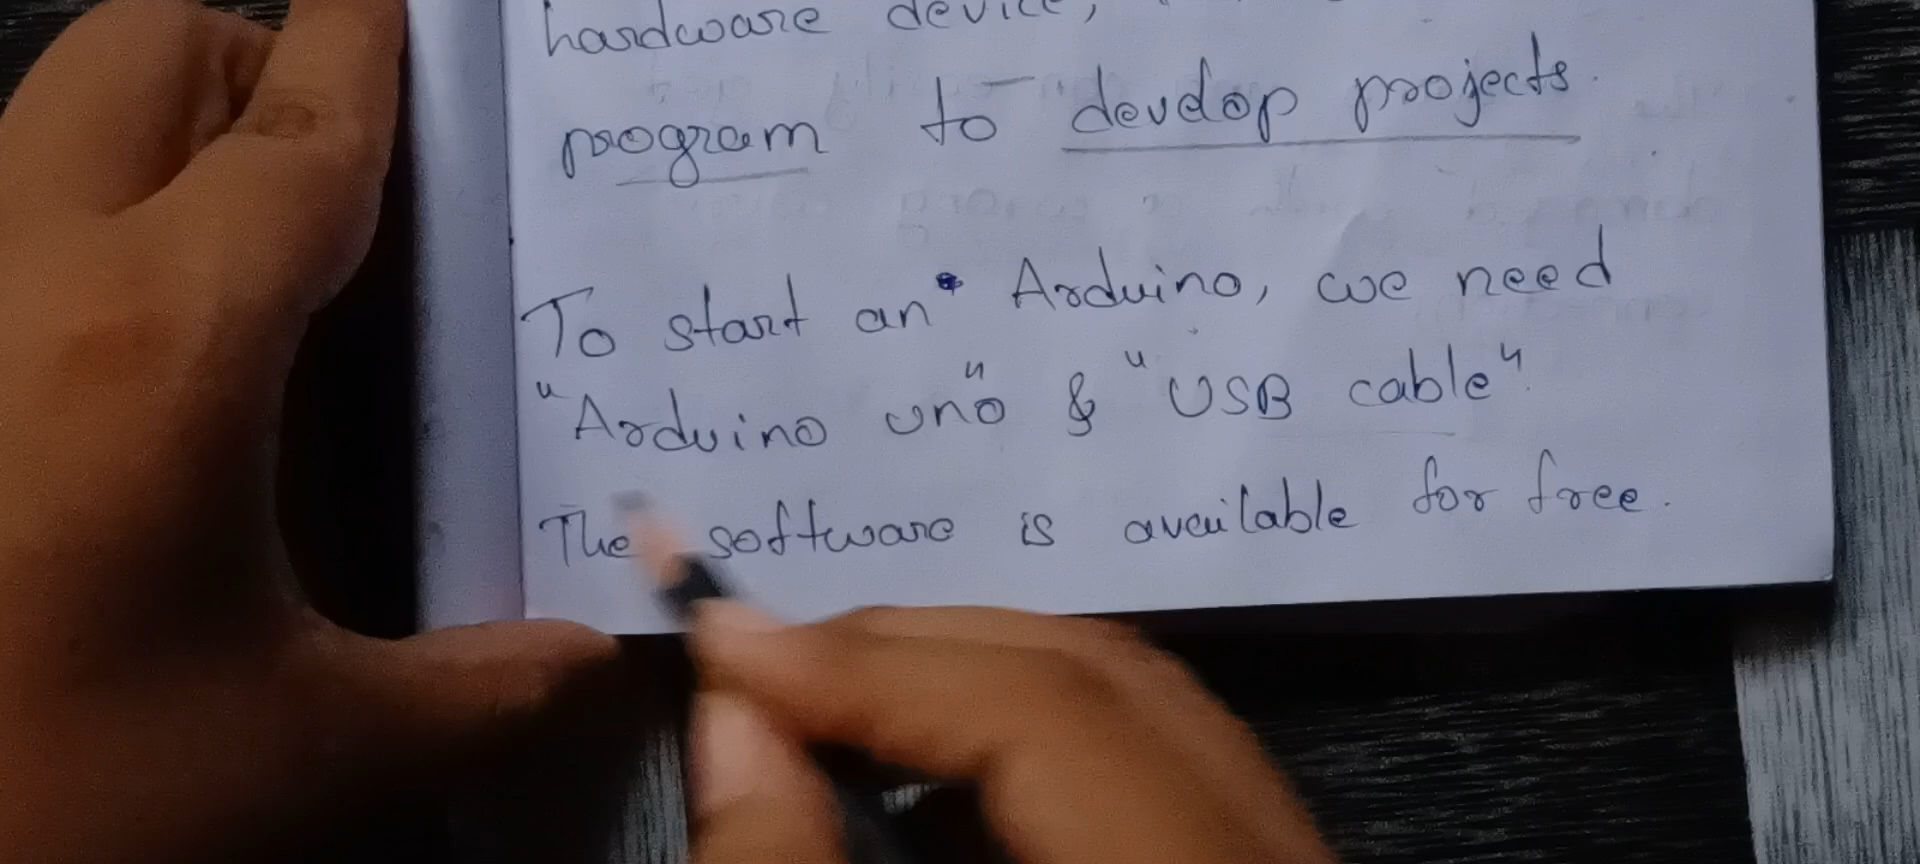 hardware device,
program to develop projects.
To start an Arduino, we need
"Arduino uno" & "USB cable".
The software is available for free.